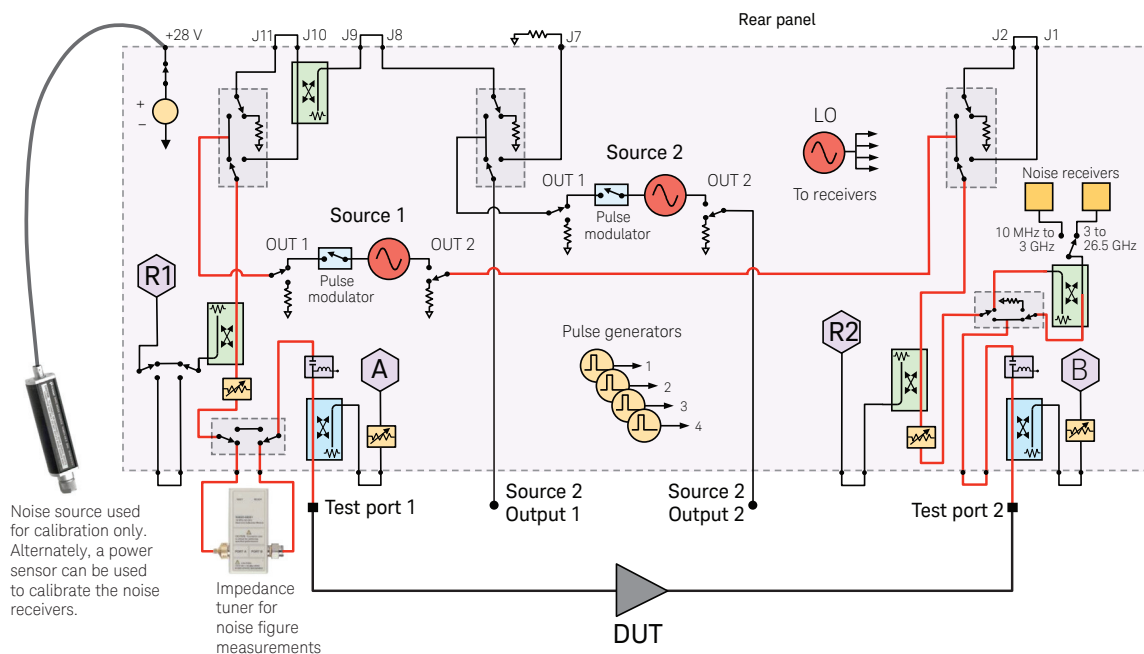 Rear panel
+28 V
J11
J10
J9
J8
J7
J2
J1
+
−
LO
To receivers
Source 2
OUT 1
OUT 2
Pulse
modulator
Noise receivers
10 MHz to
3 GHz
3 to
26.5 GHz
Source 1
OUT 1
OUT 2
Pulse
modulator
R1
A
Pulse generators
1
2
3
4
R2
B
Test port 1
Source 2
Output 1
Source 2
Output 2
Test port 2
Noise source used
for calibration only.
Alternately, a power
sensor can be used
to calibrate the noise
receivers.
Impedance
tuner for
noise figure
measurements
DUT